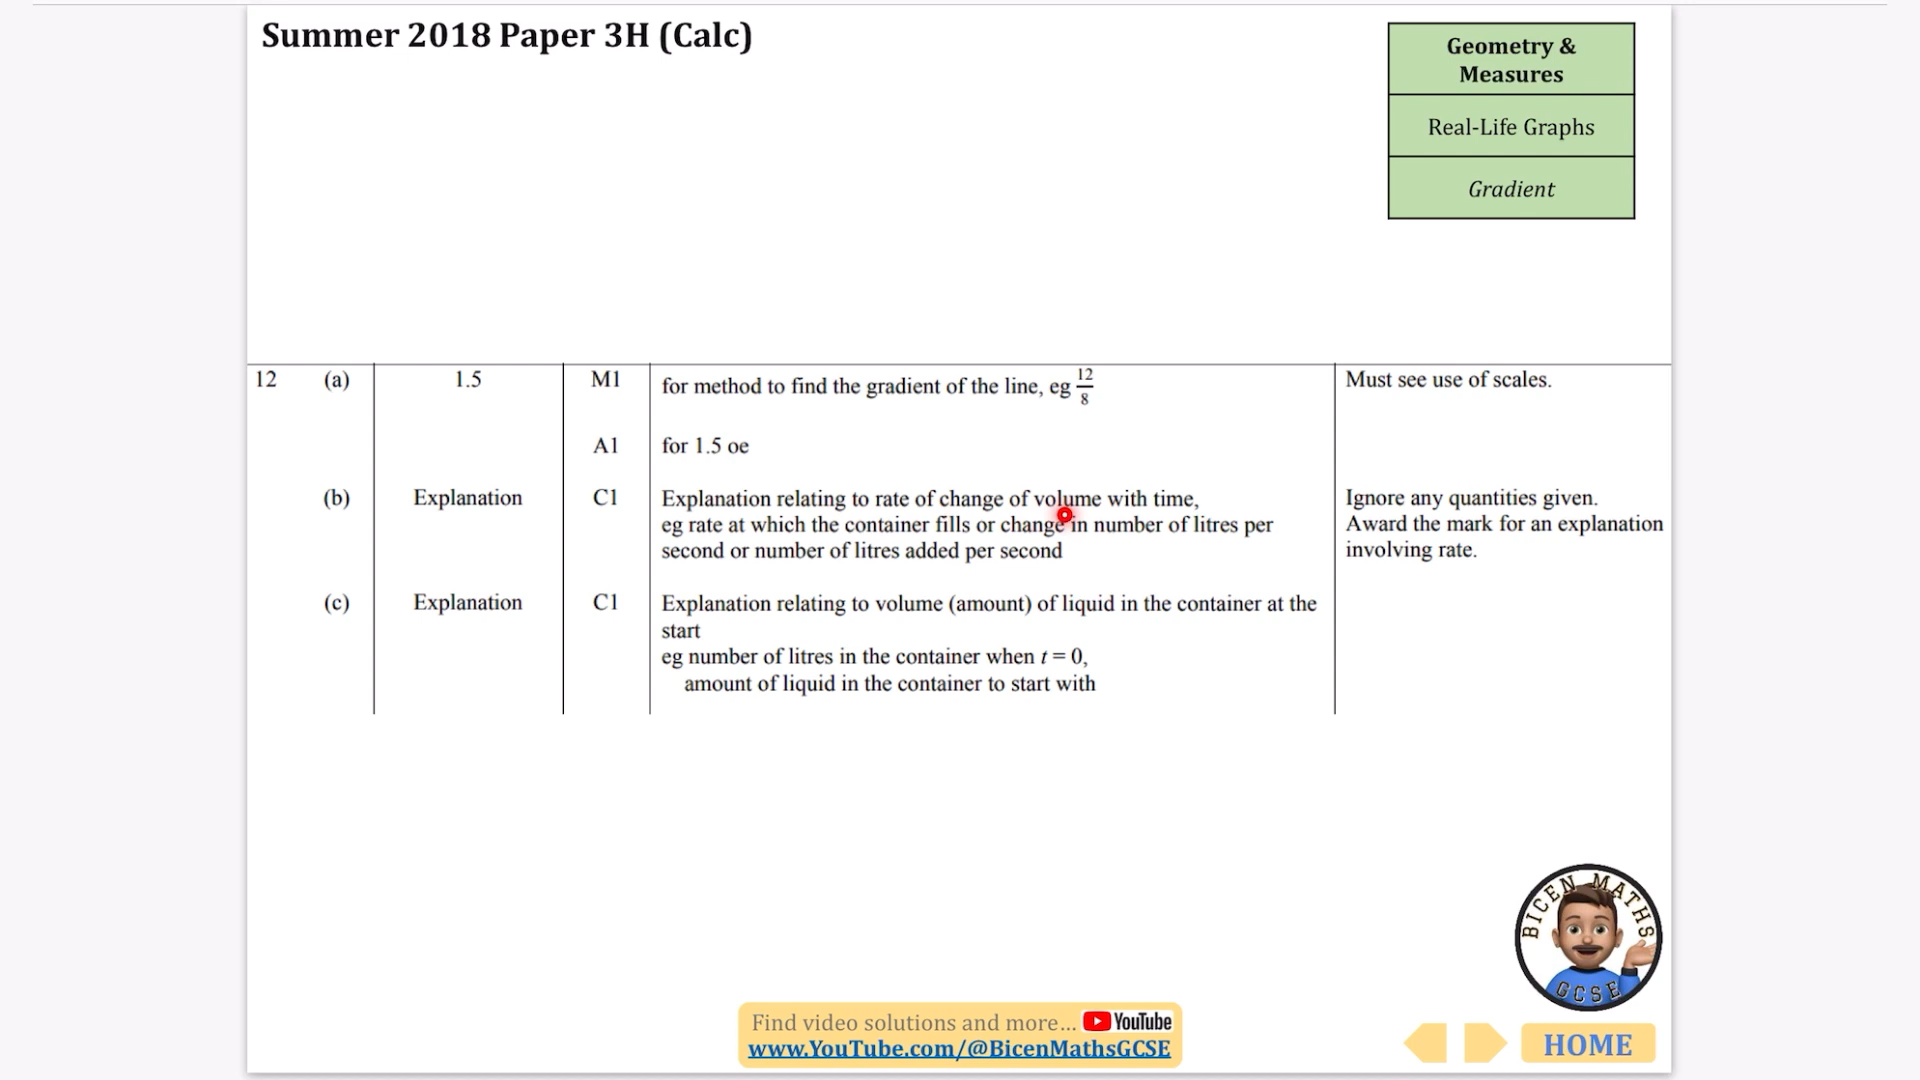 Summer 2018 Paper 3H (Calc)
Geometry &
Measures
Real-Life Graphs
Gradient
12 (a) 1.5 M1 for method to find the gradient of the line, eg 12/8 Must see use of scales.
A1 for 1.5 oe
(b) Explanation C1 Explanation relating to rate of change of volume with time, Ignore any quantities given.
eg rate at which the container fills or change in number of litres per Award the mark for an explanation
second or number of litres added per second involving rate.
(c) Explanation C1 Explanation relating to volume (amount) of liquid in the container at the
start
eg number of litres in the container when t = 0,
amount of liquid in the container to start with
BICEN MATHS
GCSE
Find video solutions and more... YouTube
www.YouTube.com/@BicenMathsGCSE
HOME